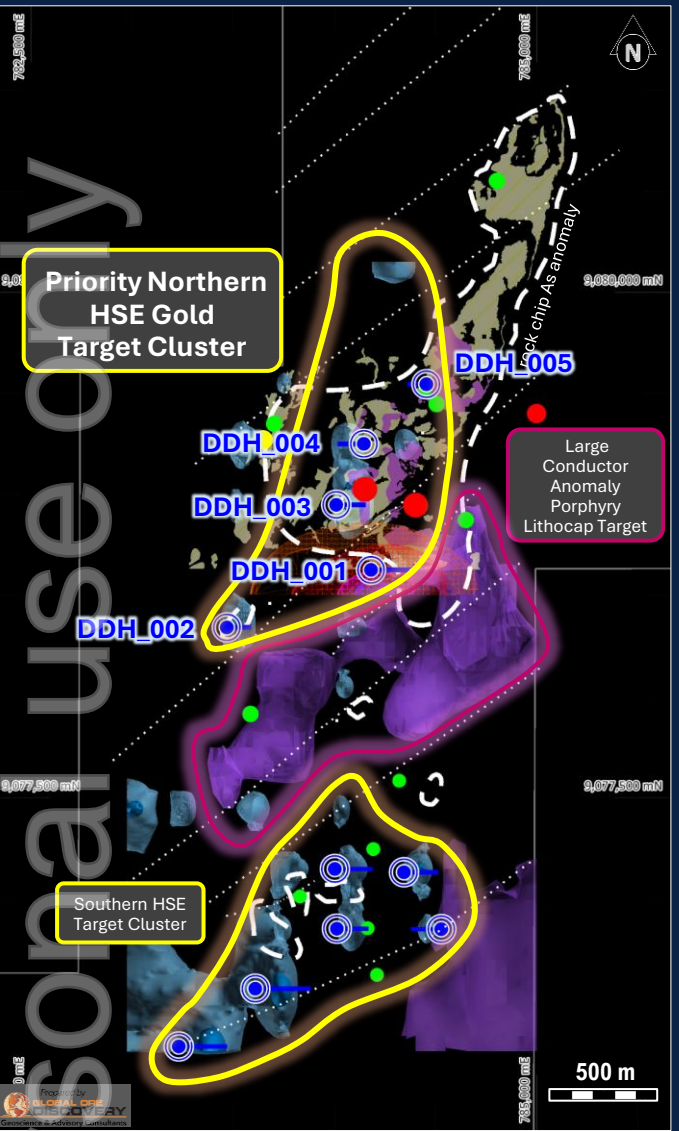 782,500 mE
785,000 mE
N
Priority Northern
HSE Gold
Target Cluster
9,080,000 mN
rock chip As anomaly
DDH_005
DDH_004
DDH_003
DDH_001
DDH_002
Large
Conductor
Anomaly
Porphyry
Lithocap Target
9,077,500 mN
9,077,500 mN
Southern HSE
Target Cluster
785,000 mE
500 m
sonal use only
Prepared by
GLOBAL ORE
DISCOVERY
Geoscience & Advisory Consultants